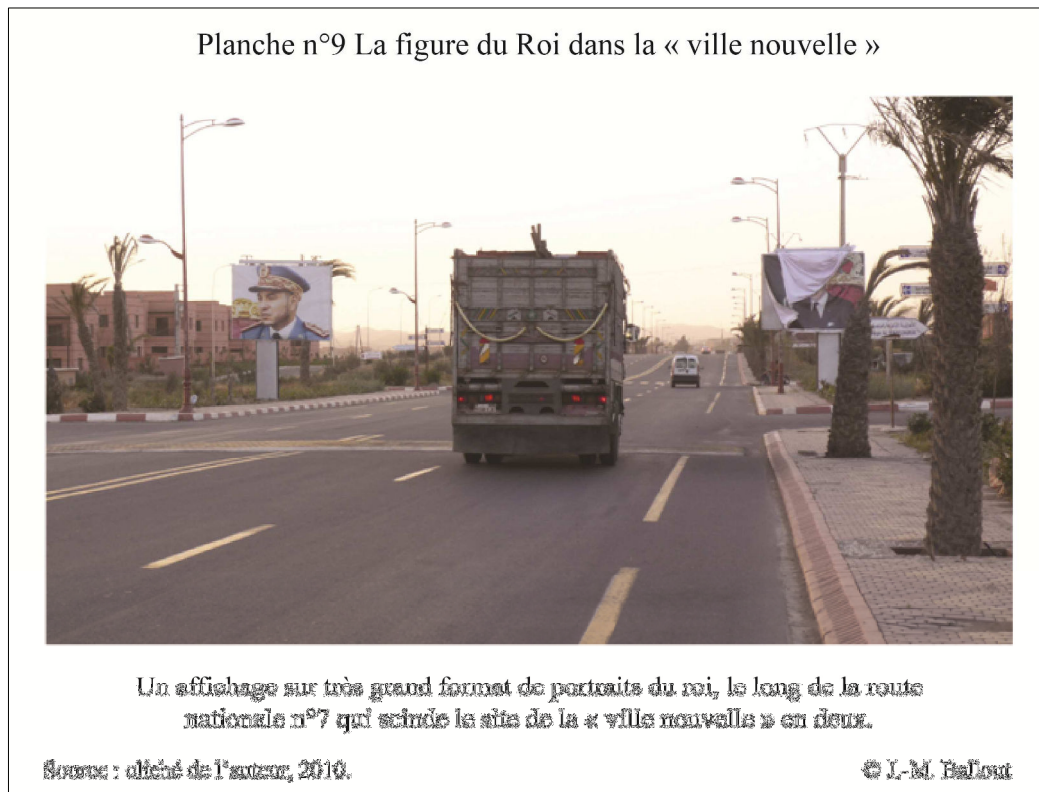 Planche n°9 La figure du Roi dans la « ville nouvelle »
Un affichage sur très grand format de portraits du roi, le long de la route
nationale n°7 qui scinde le site de la « ville nouvelle » en deux.
Source : cliché de l'auteur, 2010.
© J.-M. Ballout